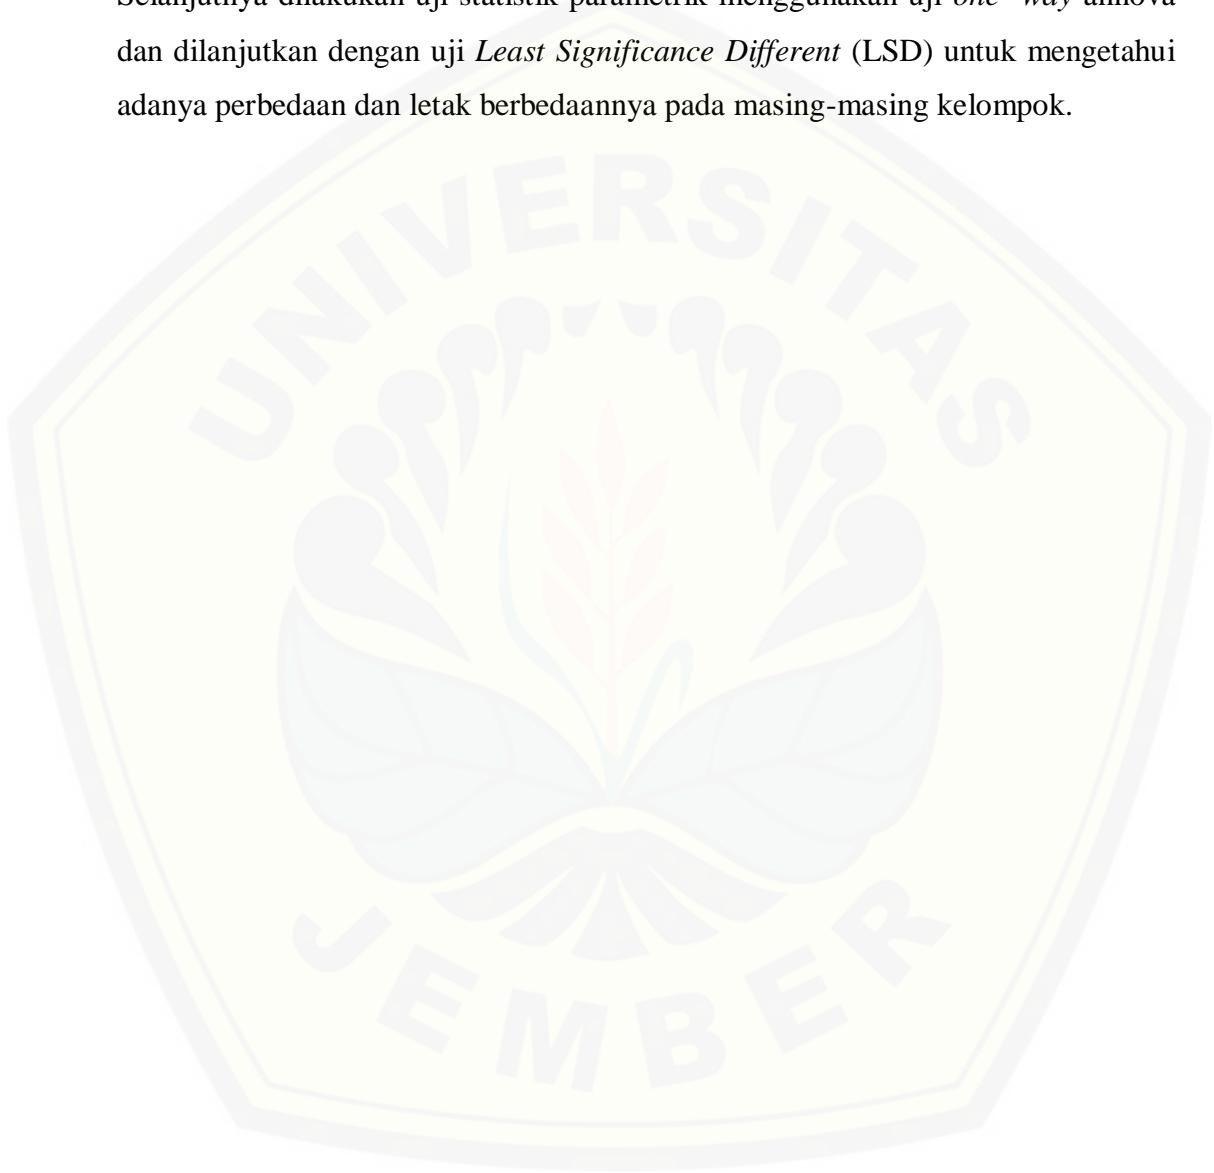 Selanjutnya dilakukan uji statistik parametrik menggunakan uji one way annova
dan dilanjutkan dengan uji Least Significance Different (LSD) untuk mengetahui
adanya perbedaan dan letak berbedaannya pada masing-masing kelompok.
UNIVERSITAS
JEMBER